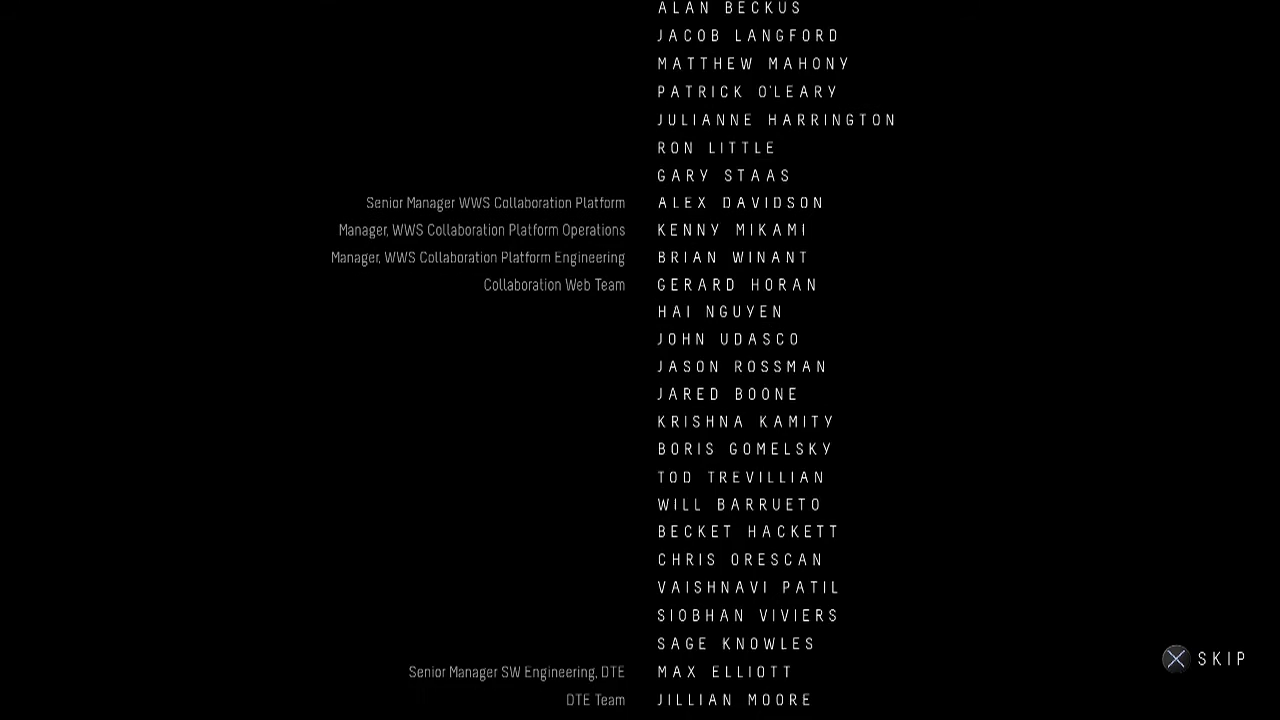 ALAN BECKUS
JACOB LANGFORD
MATTHEW MAHONY
PATRICK O'LEARY
JULIANNE HARRINGTON
RON LITTLE
GARY STAAS
Senior Manager WWS Collaboration Platform ALEX DAVIDSON
Manager, WWS Collaboration Platform Operations KENNY MIKAMI
Manager, WWS Collaboration Platform Engineering BRIAN WINANT
Collaboration Web Team GERARD HORAN
HAI NGUYEN
JOHN UDASCO
JASON ROSSMAN
JARED BOONE
KRISHNA KAMITY
BORIS GOMELSKY
TOD TREVILLIAN
WILL BARRUETO
BECKET HACKETT
CHRIS ORESCAN
VAISHNAVI PATIL
SIOBHAN VIVIERS
SAGE KNOWLES
SKIP
Senior Manager SW Engineering, DTE MAX ELLIOTT
DTE Team JILLIAN MOORE